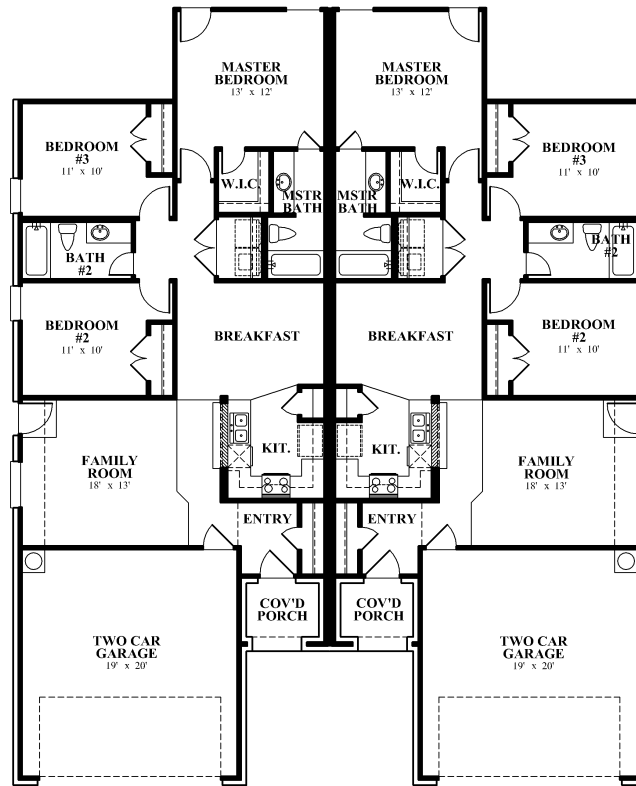 MASTER
BEDROOM
13' x 12'
MASTER
BEDROOM
13' x 12'
BEDROOM
#3
11' x 10'
BEDROOM
#3
11' x 10'
W.I.C.
MSTR
BATH
MSTR
BATH
W.I.C.
BATH
#2
BATH
#2
BEDROOM
#2
11' x 10'
BREAKFAST
BREAKFAST
BEDROOM
#2
11' x 10'
FAMILY
ROOM
18' x 13'
KIT.
KIT.
FAMILY
ROOM
18' x 13'
ENTRY
ENTRY
COV'D
PORCH
COV'D
PORCH
TWO CAR
GARAGE
19' x 20'
TWO CAR
GARAGE
19' x 20'